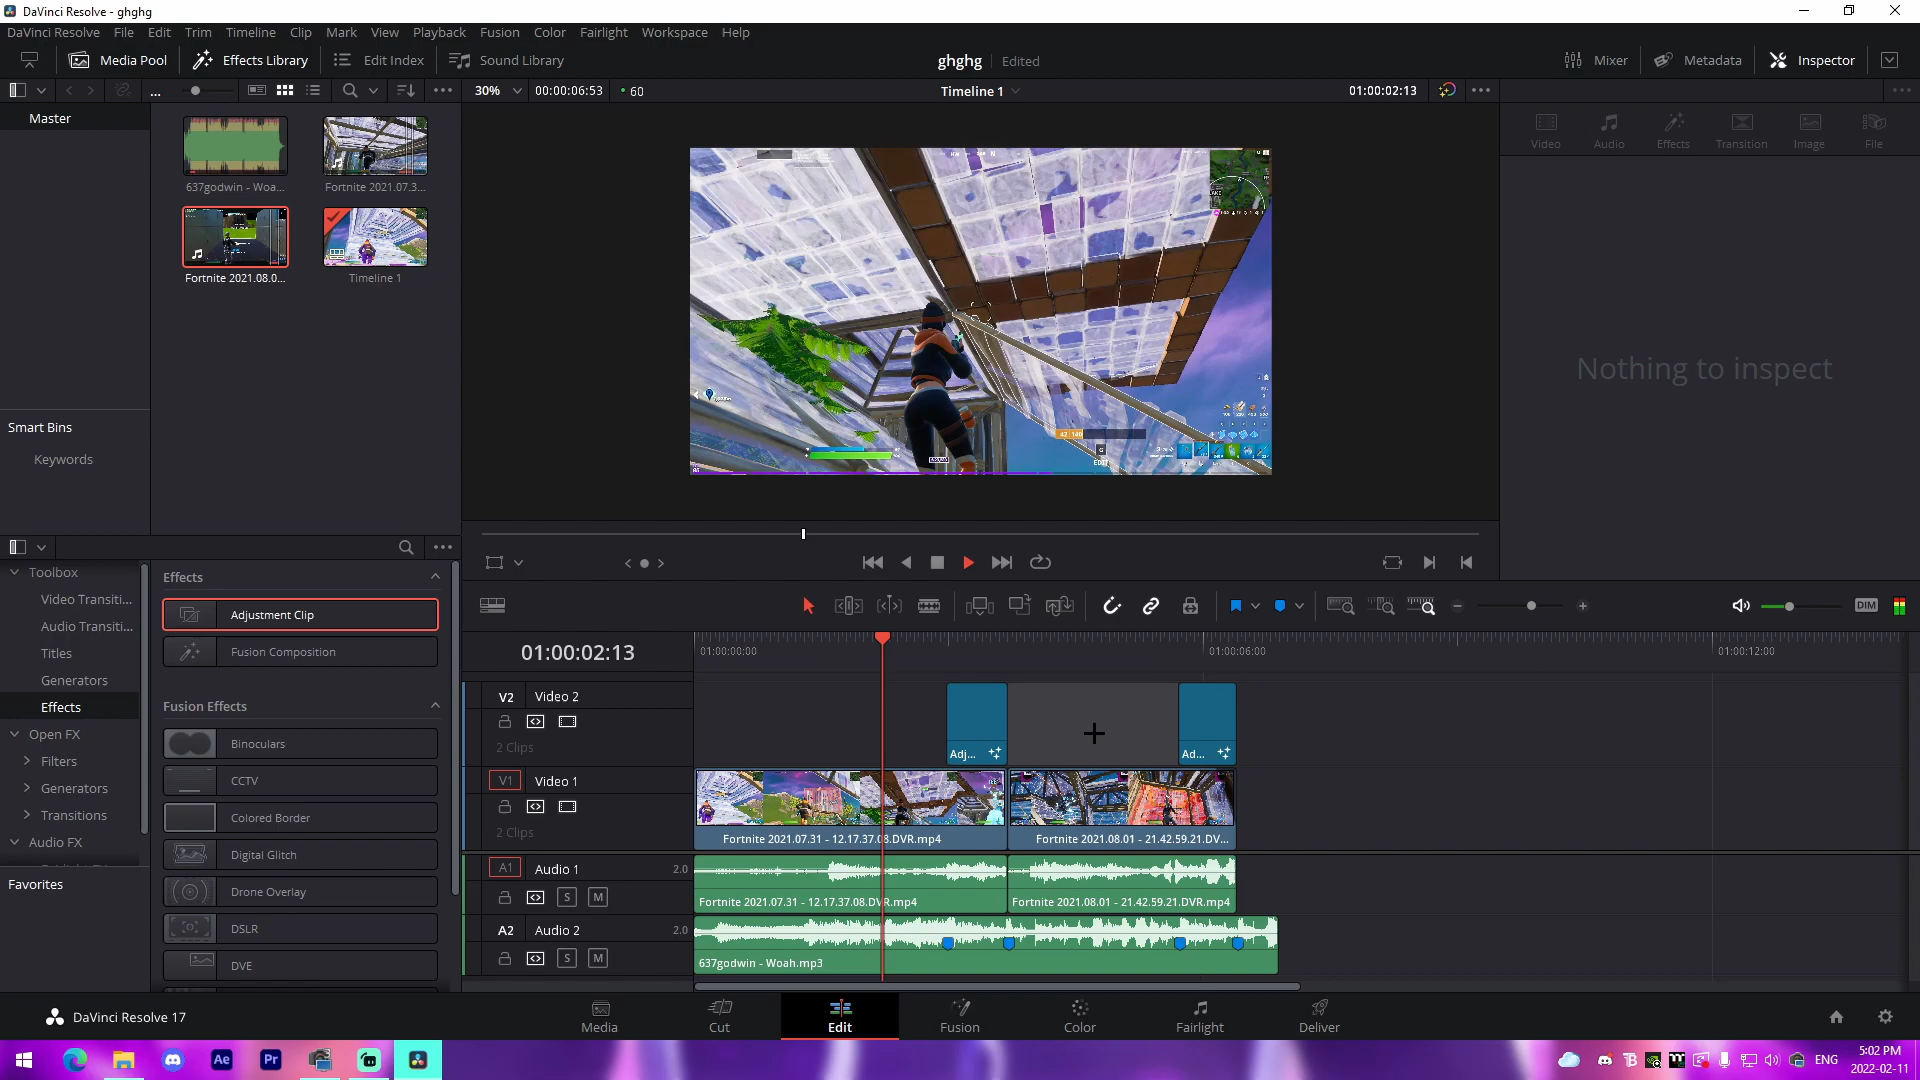 DaVinci Resolve - ghghg
DaVinci Resolve File Edit Trim Timeline Clip Mark View Playback Fusion Color Fairlight Workspace Help
Media Pool Effects Library Edit Index Sound Library ghghg Edited Mixer Metadata Inspector
... 30% 00:00:06:53 60 Timeline 1 01:00:02:13
Master
637godwin - Woa...
Fortnite 2021.07.3...
Fortnite 2021.08.0...
Timeline 1
Video Audio Effects Transition Image File
Nothing to inspect
EDIT
Smart Bins
Keywords
Toolbox
Video Transiti...
Audio Transiti...
Titles
Generators
Effects
Open FX
Filters
Generators
Transitions
Audio FX
Favorites
Effects
Adjustment Clip
Fusion Composition
Fusion Effects
Binoculars
CCTV
Colored Border
Digital Glitch
Drone Overlay
DSLR
DVE
DIM
01:00:02:13
01:00:00:00 01:00:06:00 01:00:12:00
V2 Video 2
2 Clips
Adj... Ad...
V1 Video 1
2 Clips
Fortnite 2021.07.31 - 12.17.37.08.DVR.mp4
Fortnite 2021.08.01 - 21.42.59.21.DV...
A1 Audio 1 2.0
S M
Fortnite 2021.07.31 - 12.17.37.08.DVR.mp4
Fortnite 2021.08.01 - 21.42.59.21.DVR.mp4
A2 Audio 2 2.0
S M
637godwin - Woah.mp3
DaVinci Resolve 17
Media Cut Edit Fusion Color Fairlight Deliver
Ae Pr
ENG
5:02 PM
2022-02-11